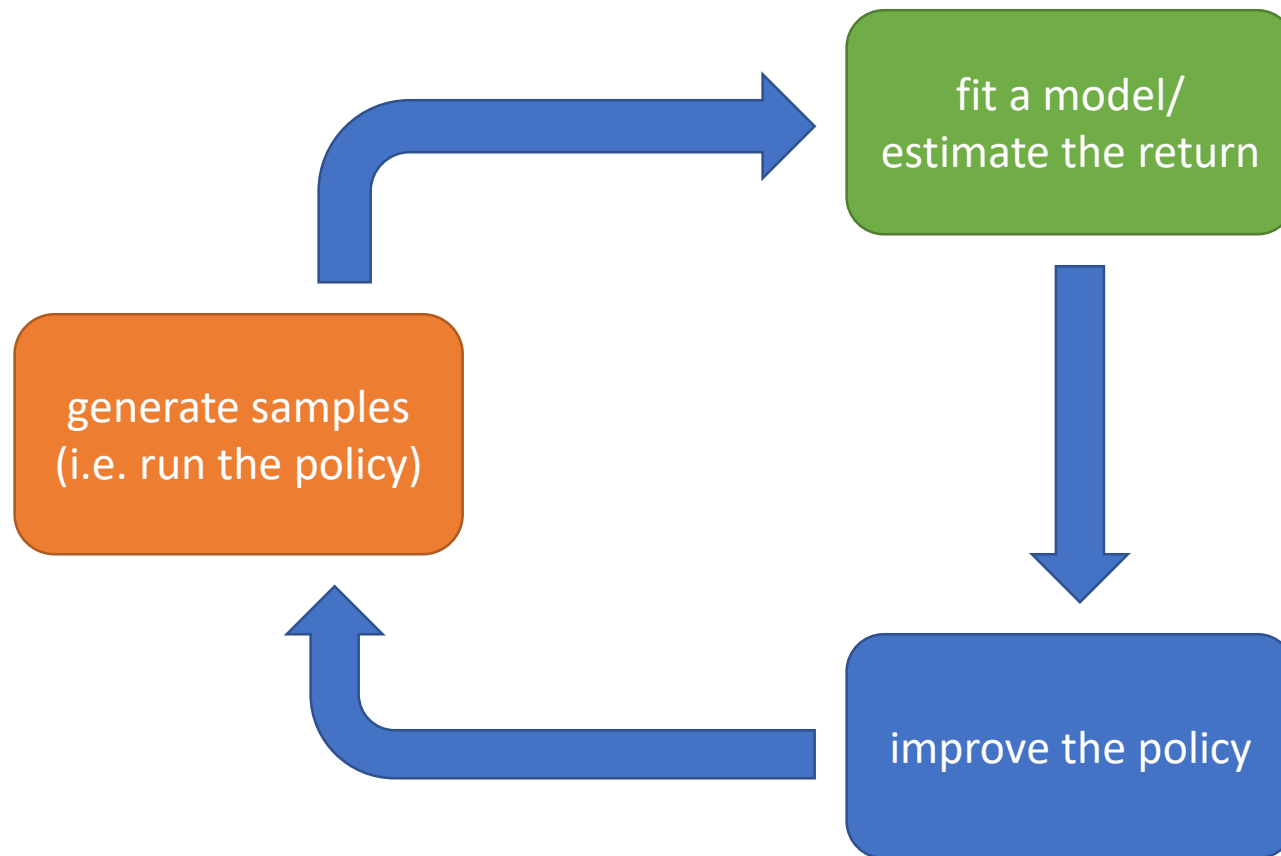 fit a model/
estimate the return
generate samples
(i.e. run the policy)
improve the policy